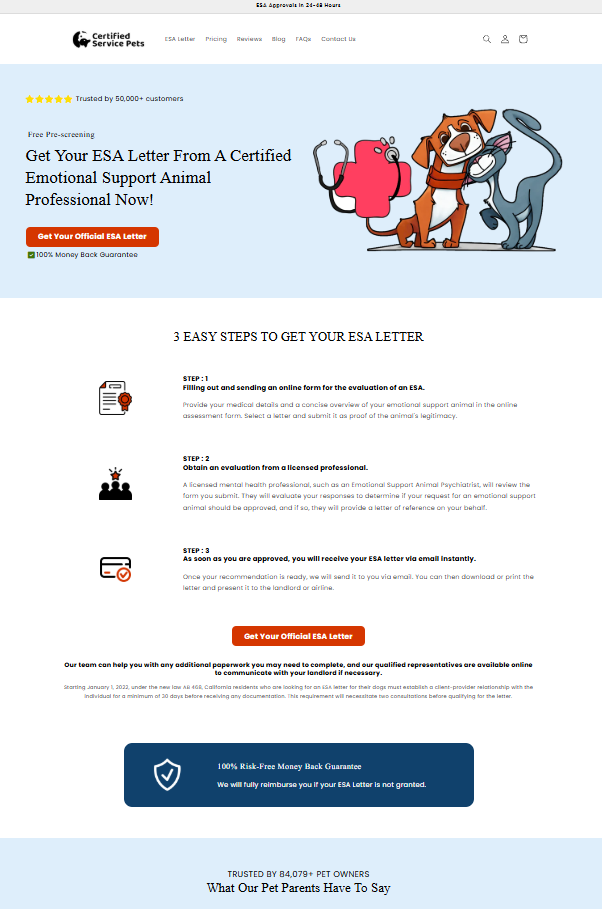 ESA Approvals in 24-48 Hours
Certified
Service Pets
ESA Letter Pricing Reviews Blog FAQs Contact Us
Trusted by 50,000+ customers
Free Pre-screening
Get Your ESA Letter From A Certified
Emotional Support Animal
Professional Now!
Get Your Official ESA Letter
100% Money Back Guarantee
3 EASY STEPS TO GET YOUR ESA LETTER
STEP : 1
Filling out and sending an online form for the evaluation of an ESA.
Provide your medical details and a concise overview of your emotional support animal in the online
assessment form. Select a letter and submit it as proof of the animal's legitimacy.
STEP : 2
Obtain an evaluation from a licensed professional.
A licensed mental health professional, such as an Emotional Support Animal Psychiatrist, will review the
form you submit. They will evaluate your responses to determine if your request for an emotional support
animal should be approved, and if so, they will provide a letter of reference on your behalf.
STEP : 3
As soon as you are approved, you will receive your ESA letter via email instantly.
Once your recommendation is ready, we will send it to you via email. You can then download or print the
letter and present it to the landlord or airline.
Get Your Official ESA Letter
Our team can help you with any additional paperwork you may need to complete, and our qualified representatives are available online
to communicate with your landlord if necessary.
Starting January 1, 2022, under the new law AB 468, California residents who are looking for an ESA letter for their dogs must establish a client-provider relationship with the
individual for a minimum of 30 days before receiving any documentation. This requirement will necessitate two consultations before qualifying for the letter.
100% Risk-Free Money Back Guarantee
We will fully reimburse you if your ESA Letter is not granted.
TRUSTED BY 84,079+ PET OWNERS
What Our Pet Parents Have To Say